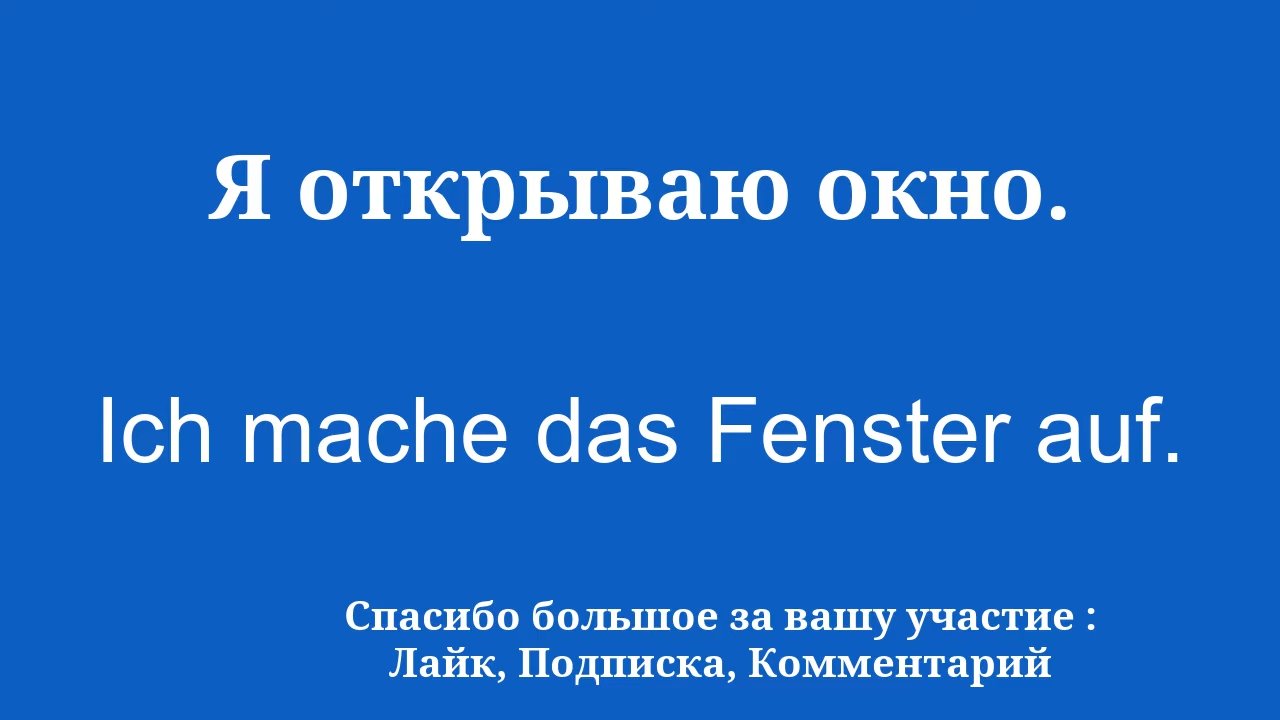 Я открываю окно.
Ich mache das Fenster auf.
Спасибо большое за вашу участие :
Лайк, Подписка, Комментарий